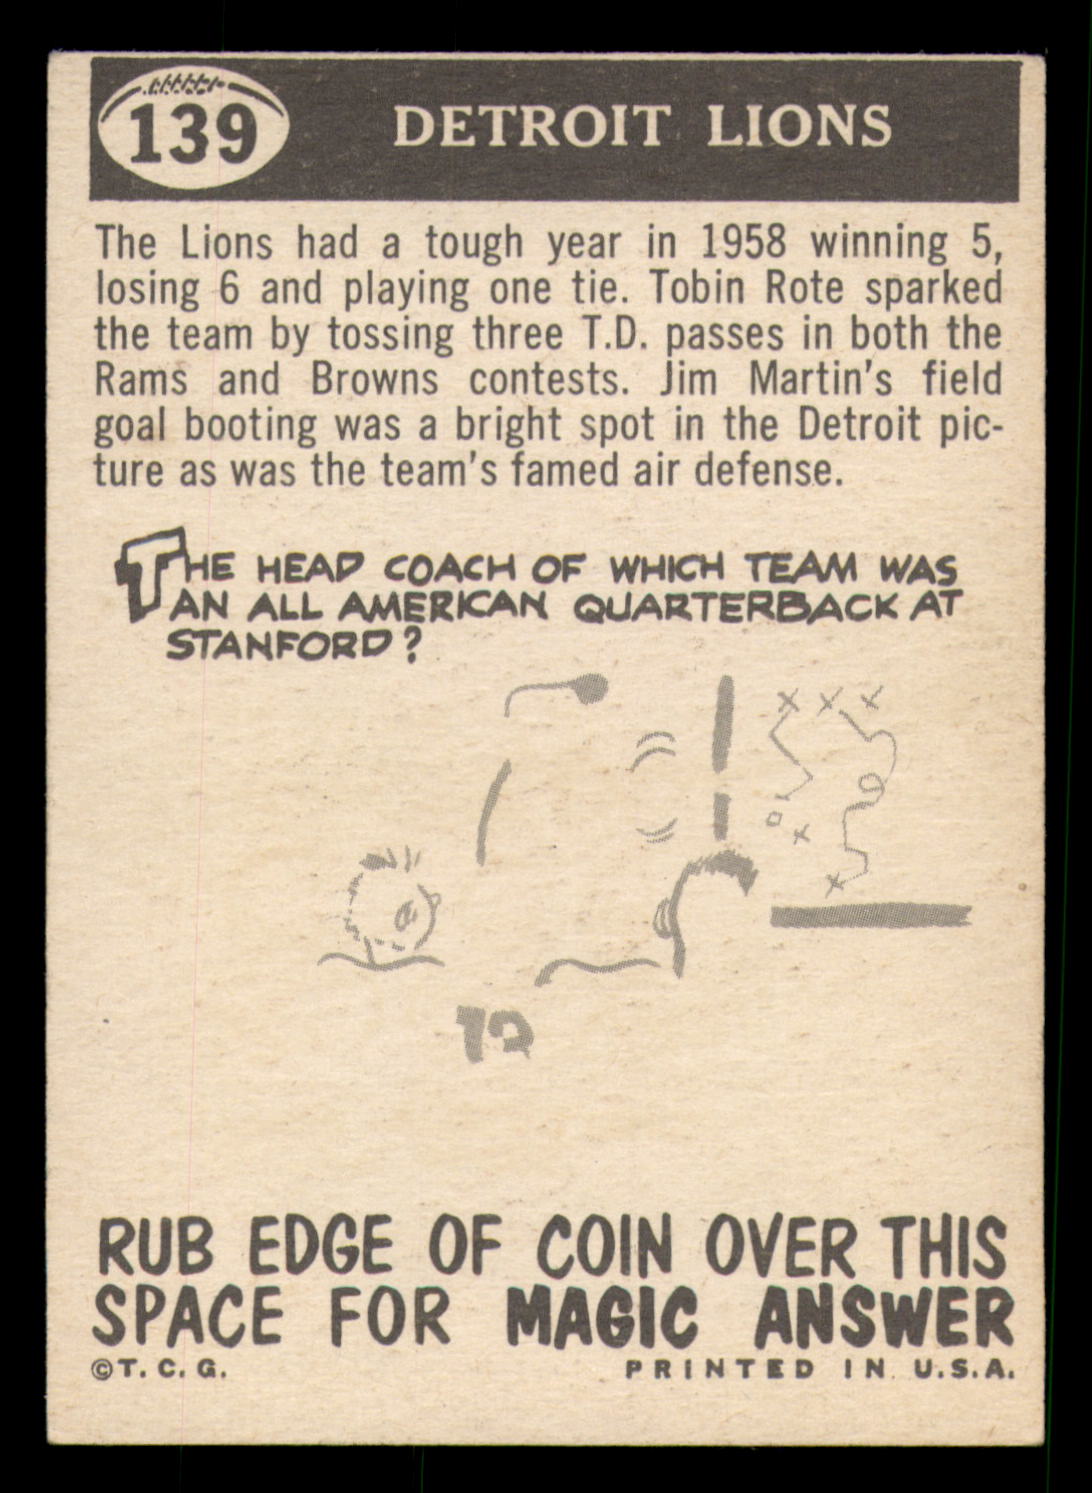 139
DETROIT LIONS
The Lions had a tough year in 1958 winning 5,
losing 6 and playing one tie. Tobin Rote sparked
the team by tossing three T.D. passes in both the
Rams and Browns contests. Jim Martin's field
goal booting was a bright spot in the Detroit pic-
ture as was the team's famed air defense.
THE HEAD COACH OF WHICH TEAM WAS
AN ALL AMERICAN QUARTERBACK AT
STANFORD?
X X X
RUB EDGE OF COIN OVER THIS
SPACE FOR MAGIC ANSWER
©T. C. G.
PRINTED IN U.S.A.